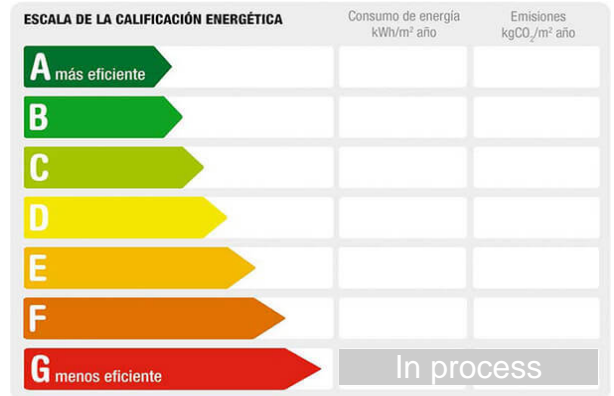 ESCALA DE LA CALIFICACIÓN ENERGÉTICA
Consumo de energía
kWh/m² año
Emisiones
kgCO₂/m² año
A más eficiente
B
C
D
E
F
G menos eficiente
In process